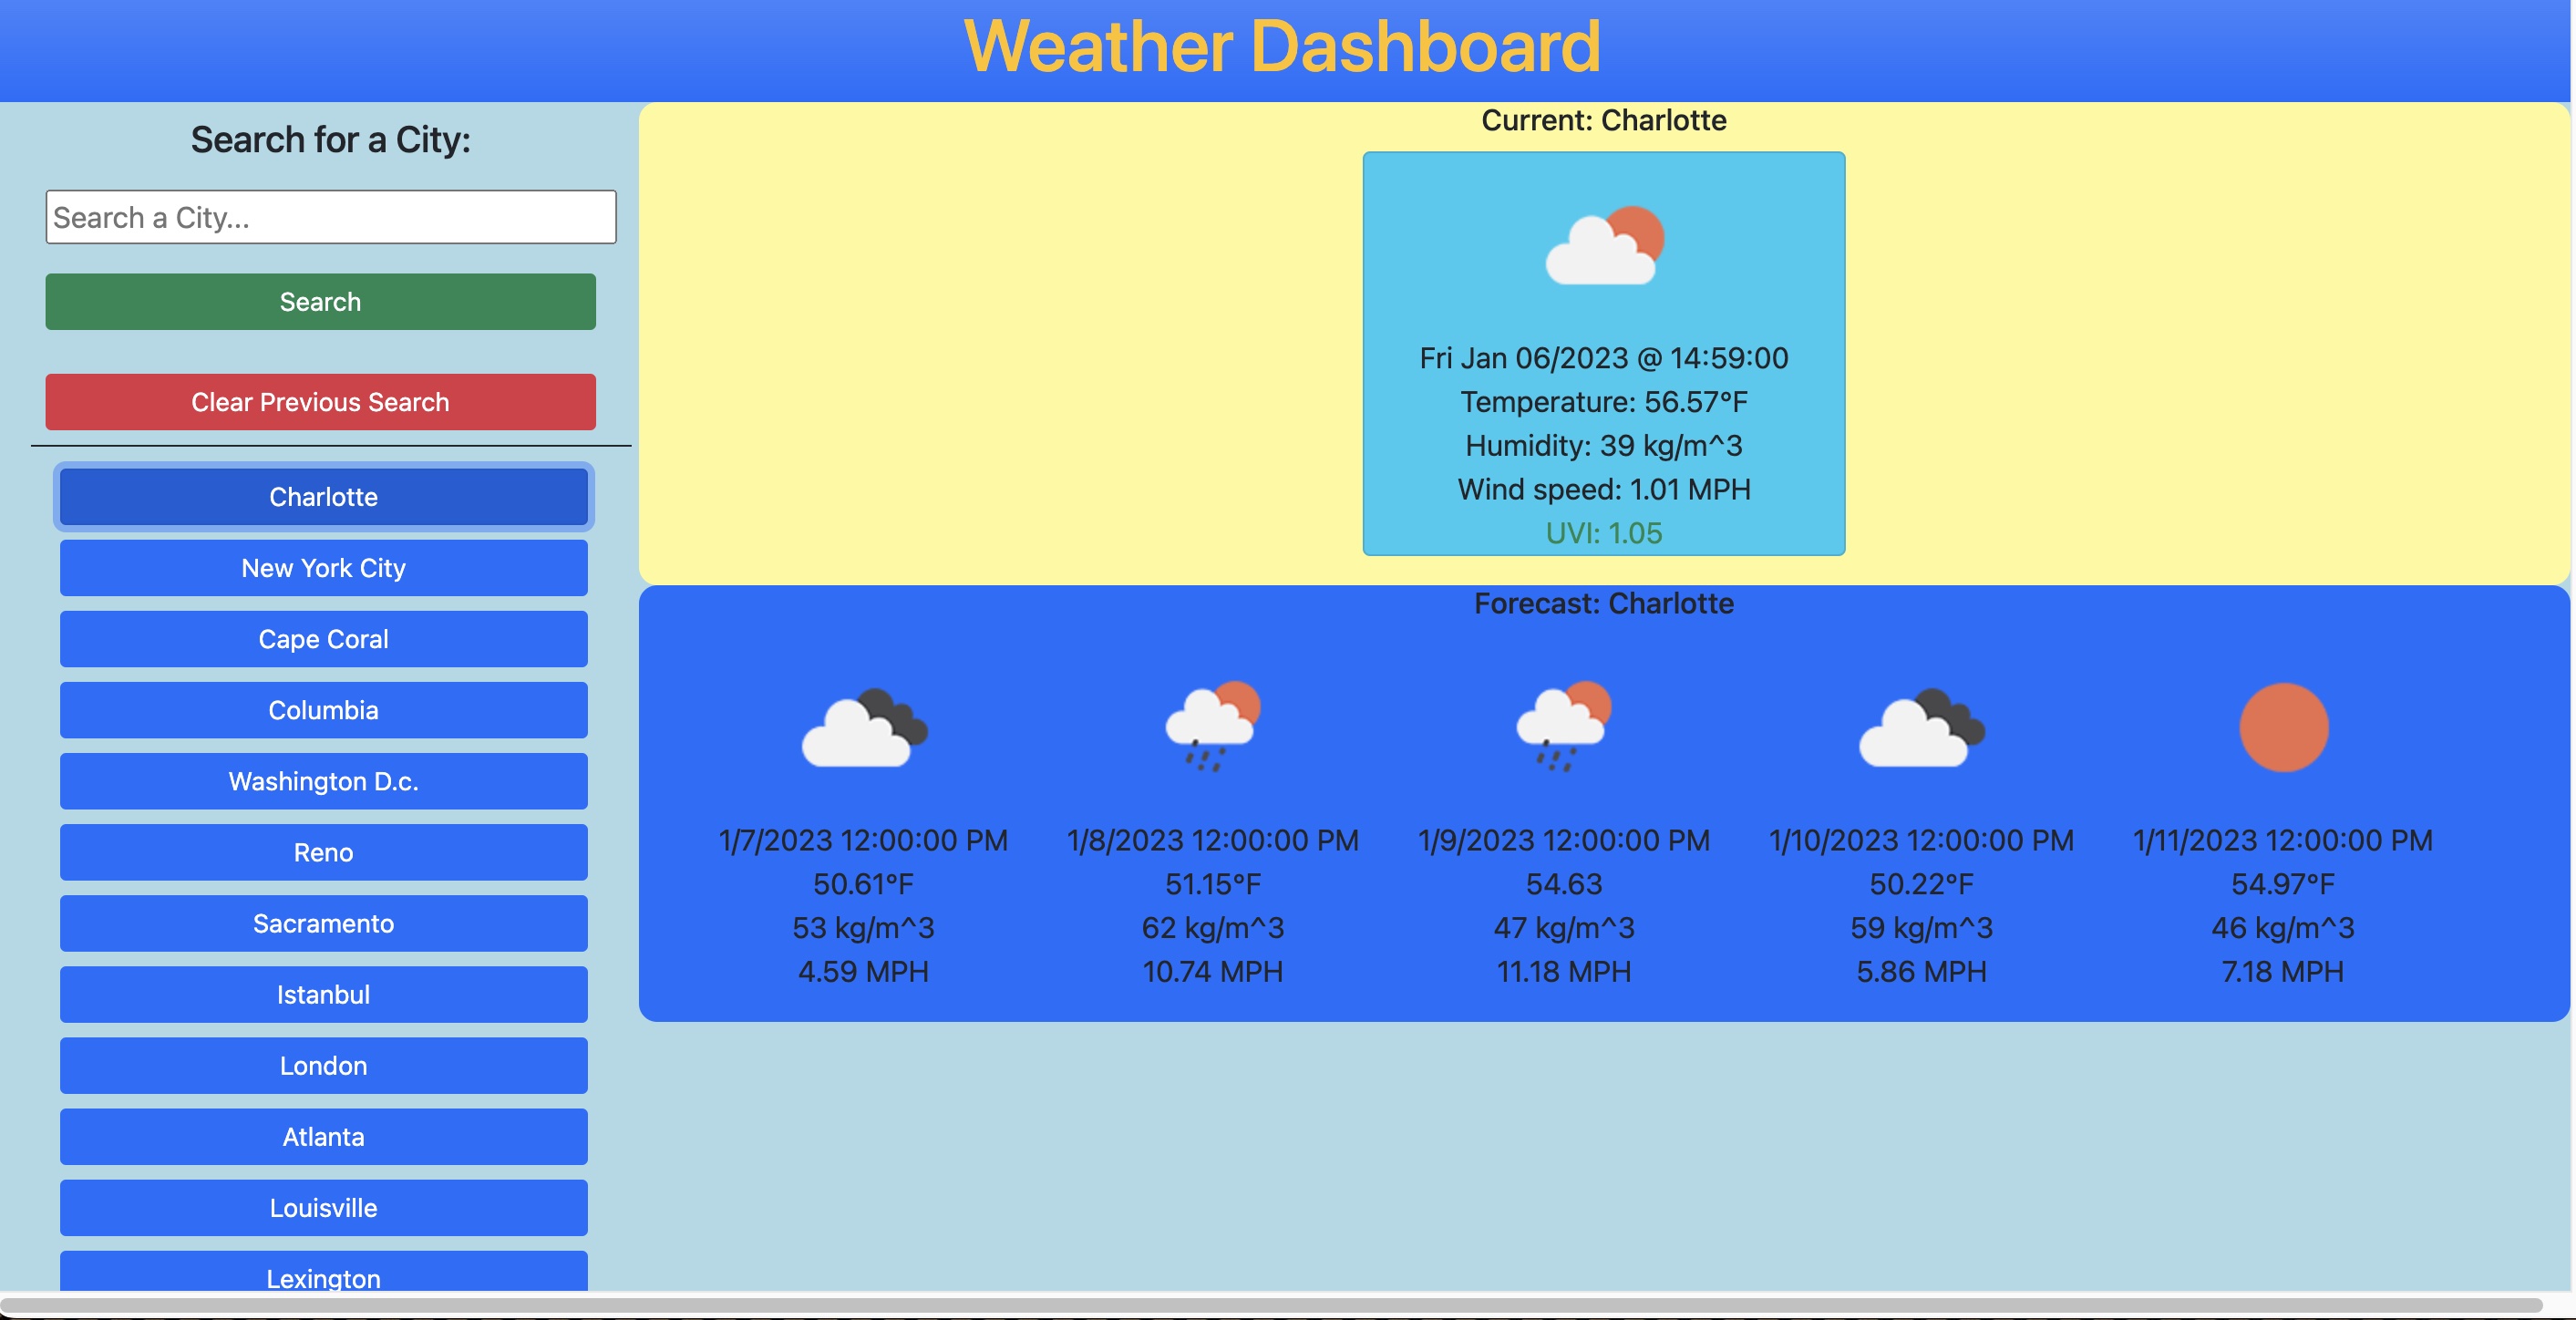 Weather Dashboard
Search for a City:
Search a City...
Search
Clear Previous Search
Charlotte
New York City
Cape Coral
Columbia
Washington D.c.
Reno
Sacramento
Istanbul
London
Atlanta
Louisville
Lexington
Current: Charlotte
Fri Jan 06/2023 @ 14:59:00
Temperature: 56.57°F
Humidity: 39 kg/m^3
Wind speed: 1.01 MPH
UVI: 1.05
Forecast: Charlotte
1/7/2023 12:00:00 PM
50.61°F
53 kg/m^3
4.59 MPH
1/8/2023 12:00:00 PM
51.15°F
62 kg/m^3
10.74 MPH
1/9/2023 12:00:00 PM
54.63
47 kg/m^3
11.18 MPH
1/10/2023 12:00:00 PM
50.22°F
59 kg/m^3
5.86 MPH
1/11/2023 12:00:00 PM
54.97°F
46 kg/m^3
7.18 MPH